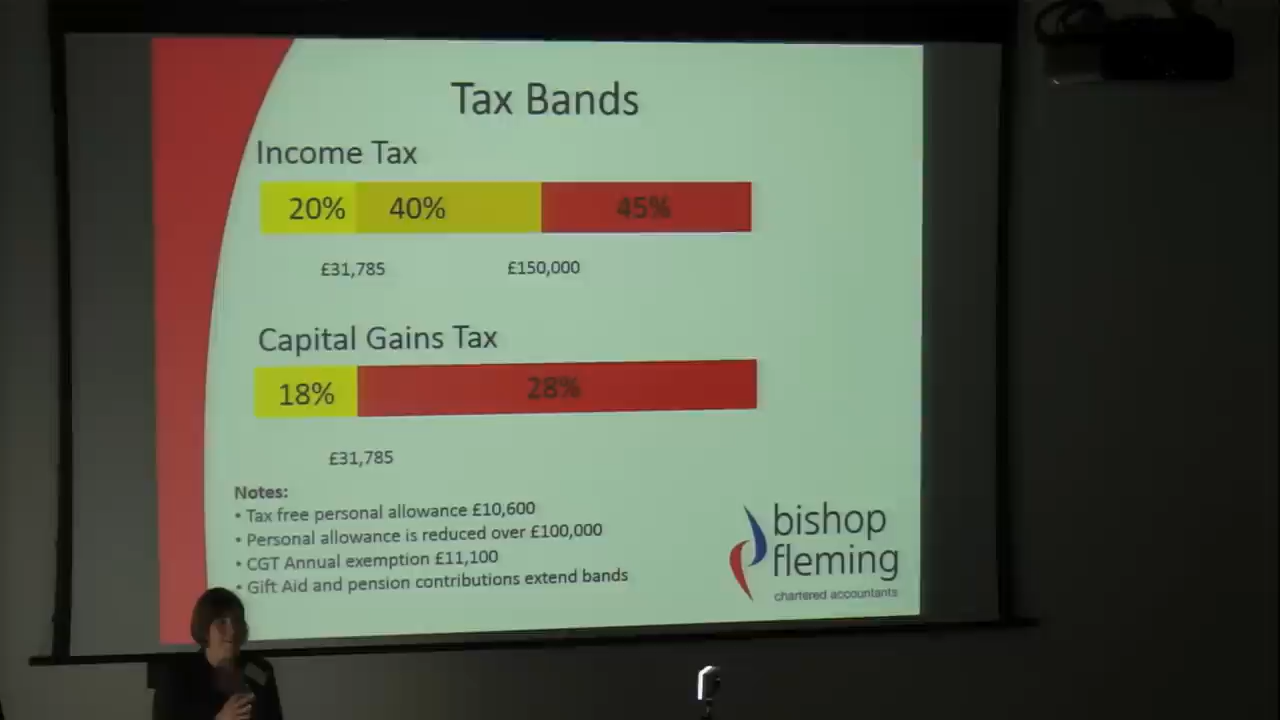 Tax Bands
Income Tax
20% 40% 45%
£31,785 £150,000
Capital Gains Tax
18% 28%
£31,785
Notes:
• Tax free personal allowance £10,600
• Personal allowance is reduced over £100,000
• CGT Annual exemption £11,100
• Gift Aid and pension contributions extend bands
bishop
fleming
chartered accountants